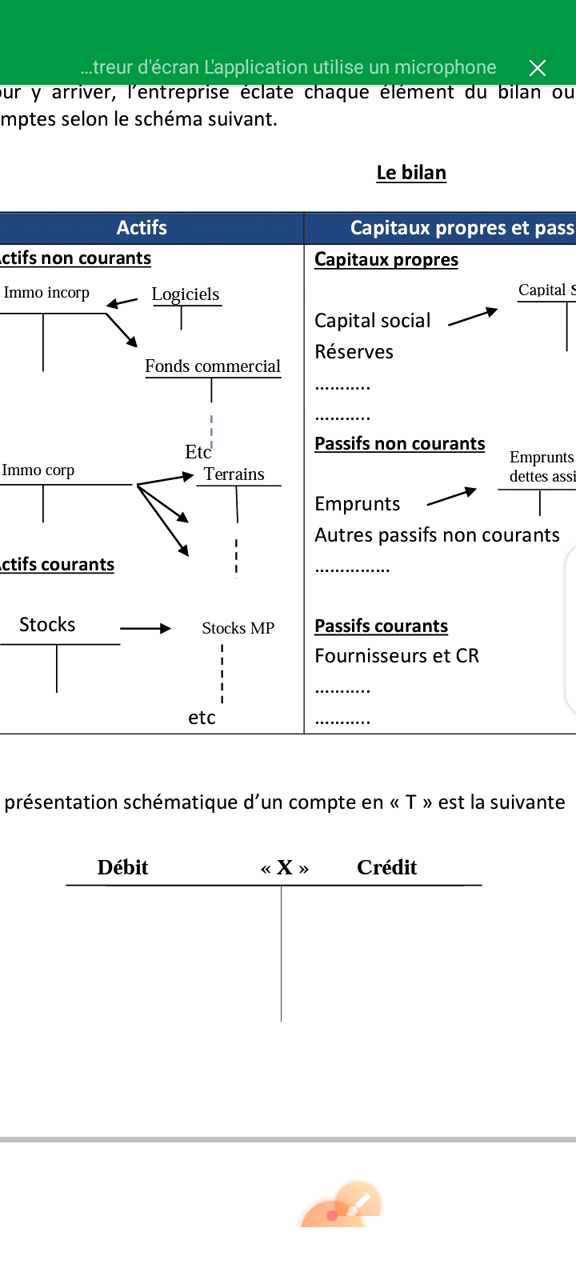 ...treur d'écran L'application utilise un microphone
our y arriver, l'entreprise éclate chaque élément du bilan ou
mptes selon le schéma suivant.
Le bilan
Actifs
Capitaux propres et pass
Actifs non courants
Immo incorp
Logiciels
Fonds commercial
Etc
Immo corp
Terrains
Actifs courants
Stocks
Stocks MP
etc
Capitaux propres
Capital social
Capital S
Réserves
...........
...........
Passifs non courants
Emprunts
Emprunts
dettes assi
Autres passifs non courants
...............
Passifs courants
Fournisseurs et CR
...........
...........
présentation schématique d'un compte en « T » est la suivante
Débit « X » Crédit